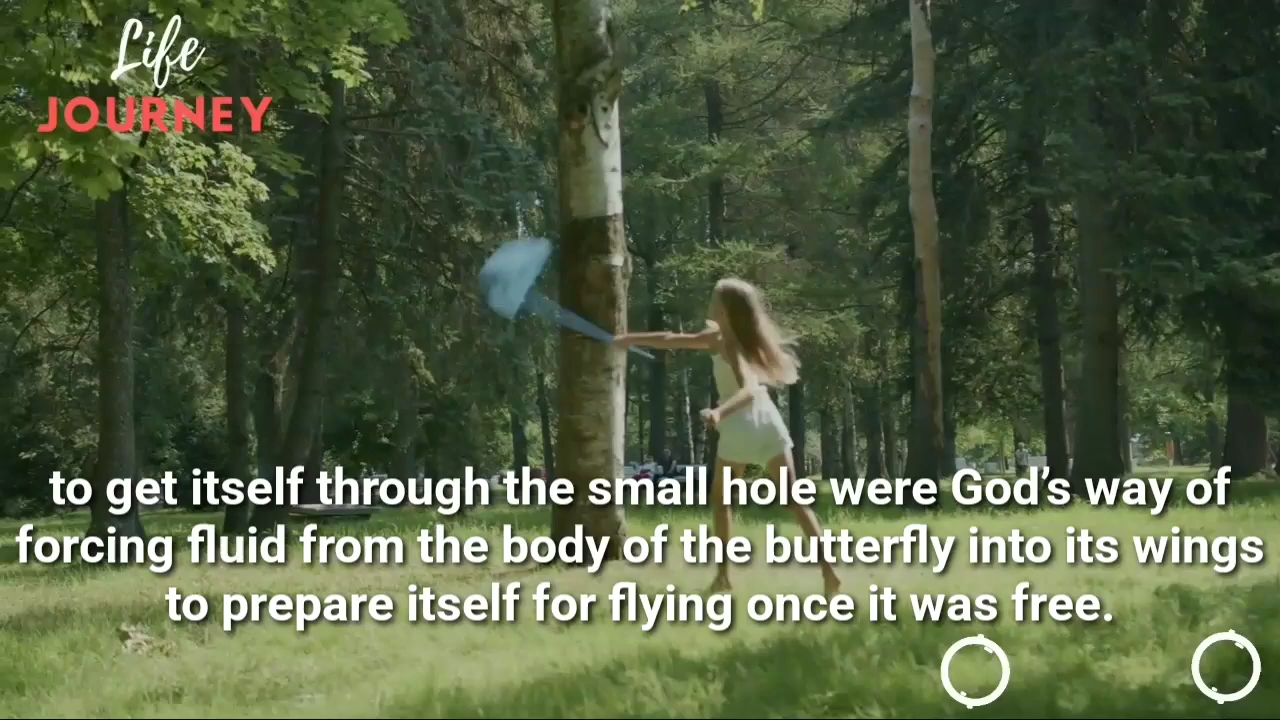 Life
JOURNEY
to get itself through the small hole were God’s way of
forcing fluid from the body of the butterfly into its wings
to prepare itself for flying once it was free.